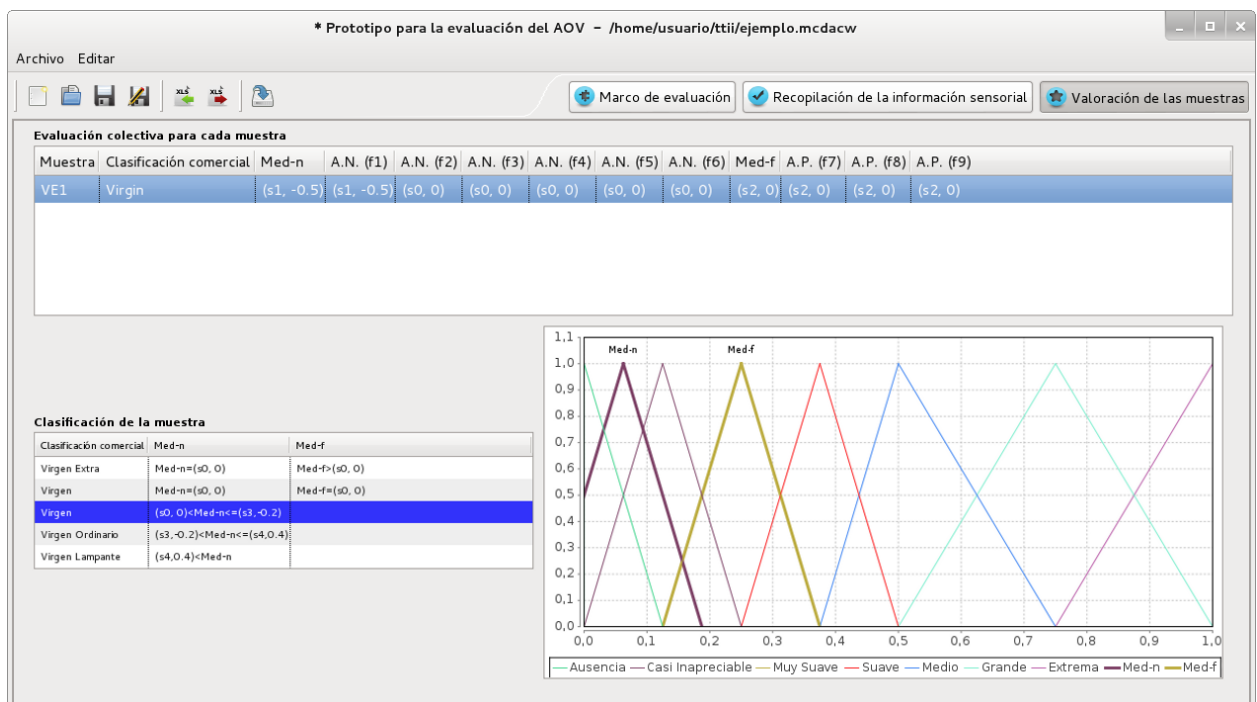 * Prototipo para la evaluación del AOV – /home/usuario/ttii/ejemplo.mcdacw
Archivo Editar
XLS XLS
Marco de evaluación Recopilación de la información sensorial Valoración de las muestras
Evaluación colectiva para cada muestra
Muestra Clasificación comercial Med-n A.N. (f1) A.N. (f2) A.N. (f3) A.N. (f4) A.N. (f5) A.N. (f6) Med-f A.P. (f7) A.P. (f8) A.P. (f9)
VE1 Virgin (s1, -0.5) (s1, -0.5) (s0, 0) (s0, 0) (s0, 0) (s0, 0) (s0, 0) (s2, 0) (s2, 0) (s2, 0) (s2, 0)
Clasificación de la muestra
Clasificación comercial Med-n Med-f
Virgen Extra Med-n=(s0, 0) Med-f>(s0, 0)
Virgen Med-n=(s0, 0) Med-f=(s0, 0)
Virgen (s0, 0)<Med-n<=(s3,-0.2)
Virgen Ordinario (s3,-0.2)<Med-n<=(s4,0.4)
Virgen Lampante (s4,0.4)<Med-n
Med-n Med-f
1,1
1,0
0,9
0,8
0,7
0,6
0,5
0,4
0,3
0,2
0,1
0,0
0,0 0,1 0,2 0,3 0,4 0,5 0,6 0,7 0,8 0,9 1,0
Ausencia Casi Inapreciable Muy Suave Suave Medio Grande Extrema Med-n Med-f